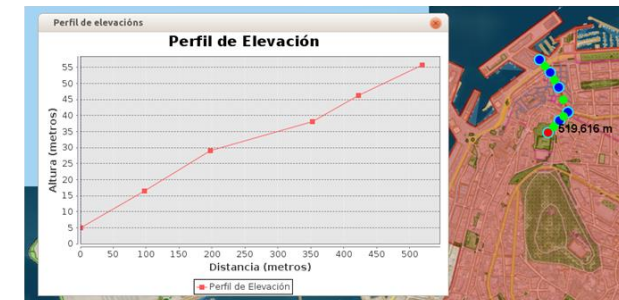 Perfil de elevacións
Perfil de Elevación
Altura (metros)
55
50
45
40
35
30
25
20
15
10
5
0
0 50 100 150 200 250 300 350 400 450 500
Distancia (metros)
Perfil de Elevación
519,616 m